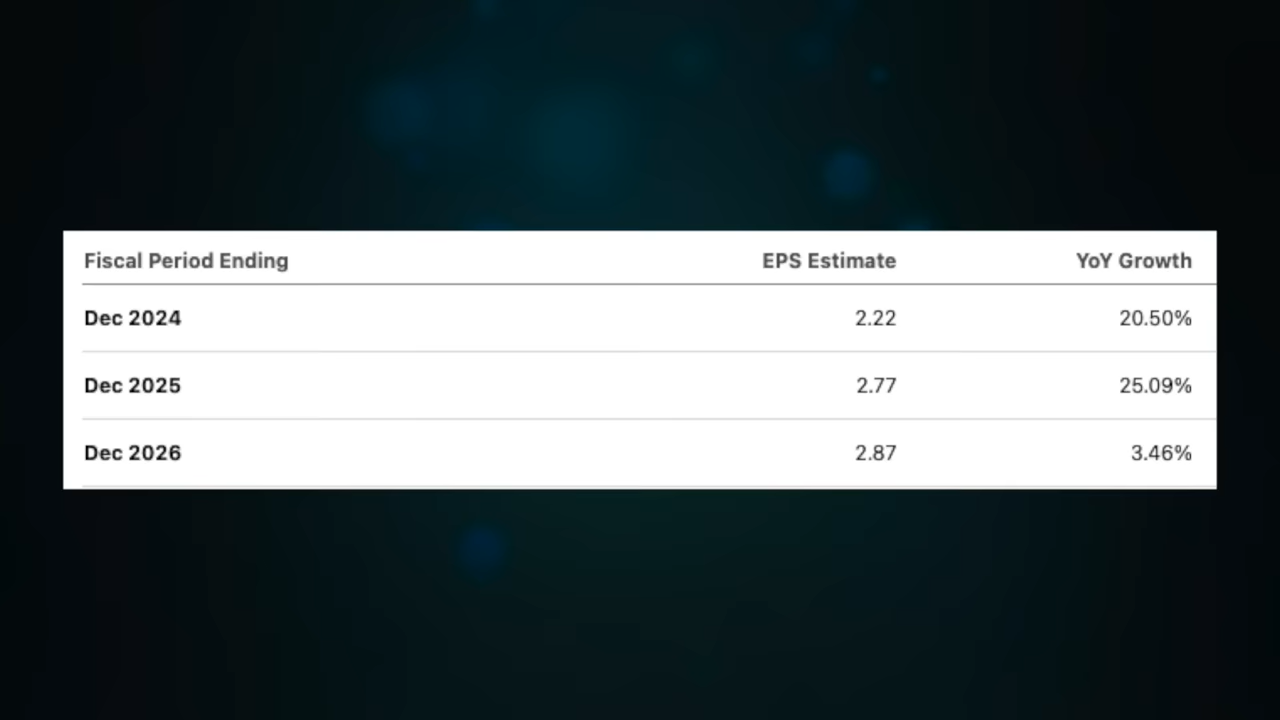 Fiscal Period Ending EPS Estimate YoY Growth
Dec 2024 2.22 20.50%
Dec 2025 2.77 25.09%
Dec 2026 2.87 3.46%